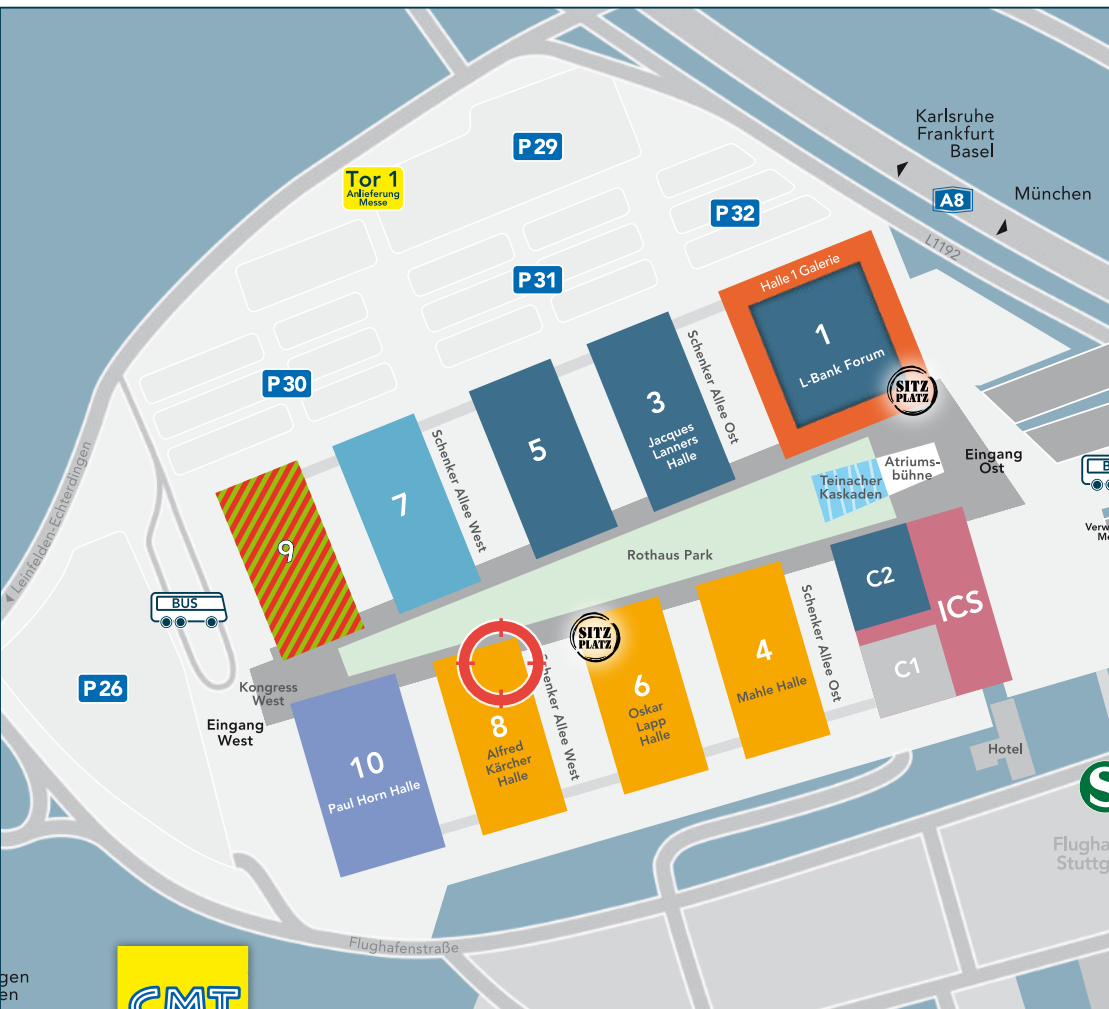 Karlsruhe
Frankfurt
Basel
München
A8
L1192
P29
Tor 1
Anlieferung
Messe
P32
P31
P30
Halle 1 Galerie
1
L-Bank Forum
SITZ
PLATZ
Schenker Allee Ost
3
Jacques
Lanners
Halle
5
Schenker Allee West
7
9
Leinfelden-Echterdingen
Eingang
Ost
Atriums-
bühne
Teinacher
Kaskaden
Rothaus Park
BUS
C2
ICS
C1
SITZ
PLATZ
Schenker Allee Ost
4
Mahle Halle
6
Oskar
Lapp
Halle
Schenker Allee West
8
Alfred
Kärcher
Halle
P26
Kongress
West
Eingang
West
10
Paul Horn Halle
Hotel
S
Flugha
Stuttg
Flughafenstraße
gen
en
CMT